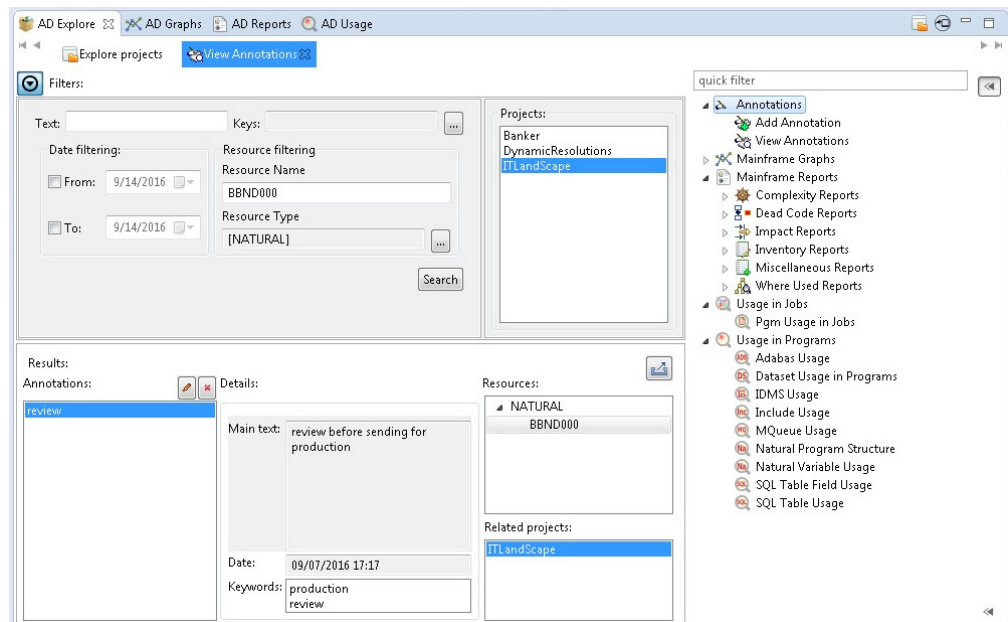 AD Explore AD Graphs AD Reports AD Usage
Explore projects View Annotations
Filters:
Text: Keys: ...
Date filtering:
From: 9/14/2016
To: 9/14/2016
Resource filtering
Resource Name
BBND000
Resource Type
[NATURAL] ...
Search
Projects:
Banker
DynamicResolutions
ITLandScape
Results:
Annotations:
review
Details:
Main text: review before sending for
production
Date: 09/07/2016 17:17
Keywords: production
review
Resources:
NATURAL
BBND000
Related projects:
ITLandScape
quick filter
Annotations
Add Annotation
View Annotations
Mainframe Graphs
Mainframe Reports
Complexity Reports
Dead Code Reports
Impact Reports
Inventory Reports
Miscellaneous Reports
Where Used Reports
Usage in Jobs
Pgm Usage in Jobs
Usage in Programs
Adabas Usage
Dataset Usage in Programs
IDMS Usage
Include Usage
MQueue Usage
Natural Program Structure
Natural Variable Usage
SQL Table Field Usage
SQL Table Usage